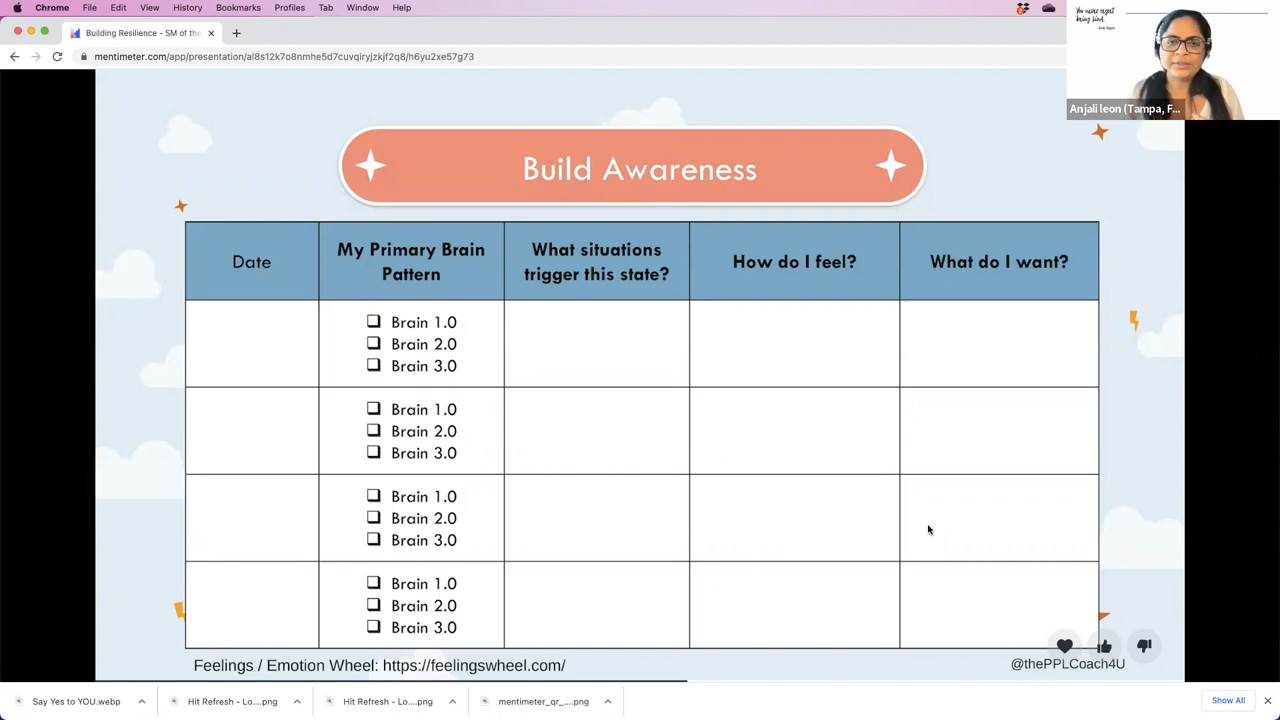 Chrome File Edit View History Bookmarks Profiles Tab Window Help
Building Resilience - SM of the
mentimeter.com/app/presentation/al8s12k7o8nmhe5d7cuvqiryjzkjf2q8/h6yu2xe57g73
You never regret
being kind.
Anjali leon (Tampa, F...
Build Awareness
Date
My Primary Brain
Pattern
What situations
trigger this state?
How do I feel?
What do I want?
Brain 1.0
Brain 2.0
Brain 3.0
Brain 1.0
Brain 2.0
Brain 3.0
Brain 1.0
Brain 2.0
Brain 3.0
Brain 1.0
Brain 2.0
Brain 3.0
Feelings / Emotion Wheel: https://feelingswheel.com/
@thePPLCoach4U
Say Yes to YOU.webp
Hit Refresh - Lo....png
Hit Refresh - Lo....png
mentimeter_qr_....png
Show All